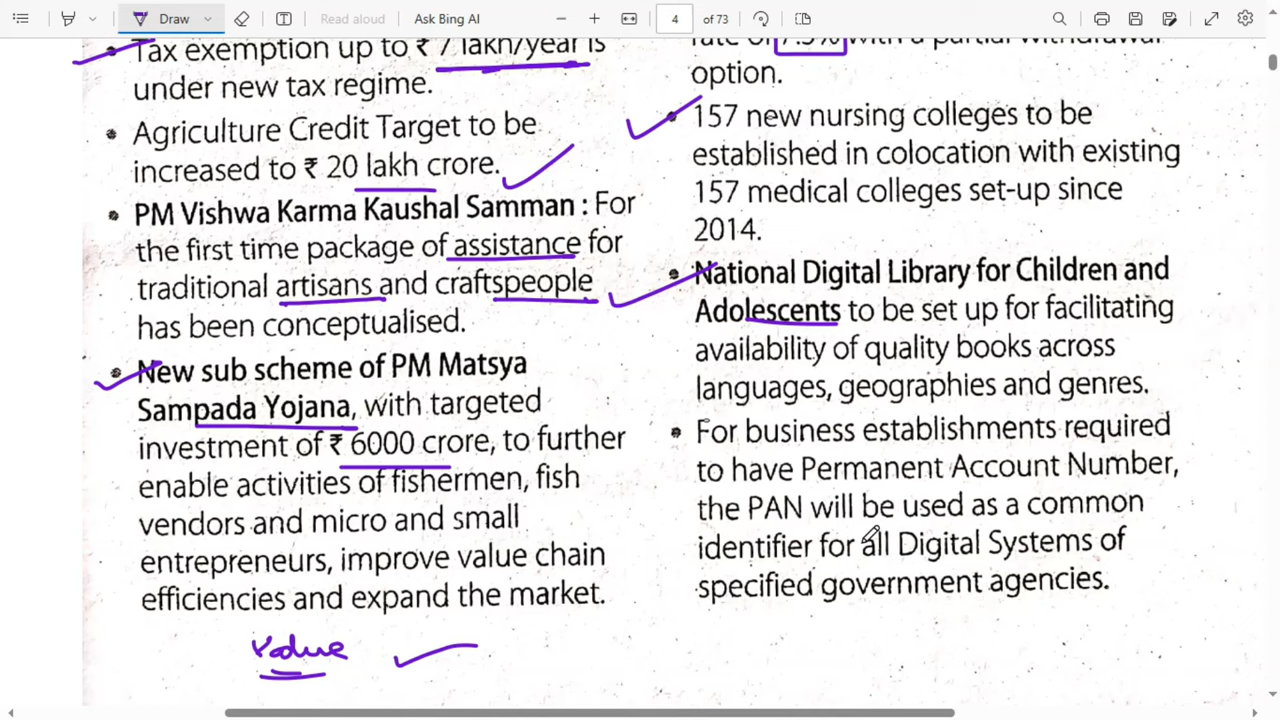 Draw
Read aloud
Ask Bing AI
4
of 73
Tax exemption up to ₹ 7 lakh/year is
under new tax regime.
• Agriculture Credit Target to be
increased to ₹ 20 lakh crore.
• PM Vishwa Karma Kaushal Samman : For
the first time package of assistance for
traditional artisans and craftspeople
has been conceptualised.
• New sub scheme of PM Matsya
Sampada Yojana, with targeted
investment of ₹ 6000 crore, to further
enable activities of fishermen, fish
vendors and micro and small
entrepreneurs, improve value chain
efficiencies and expand the market.
value
rate of 7.5% with a partial withdrawal
option.
• 157 new nursing colleges to be
established in colocation with existing
157 medical colleges set-up since
2014.
• National Digital Library for Children and
Adolescents to be set up for facilitating
availability of quality books across
languages, geographies and genres.
• For business establishments required
to have Permanent Account Number,
the PAN will be used as a common
identifier for all Digital Systems of
specified government agencies.